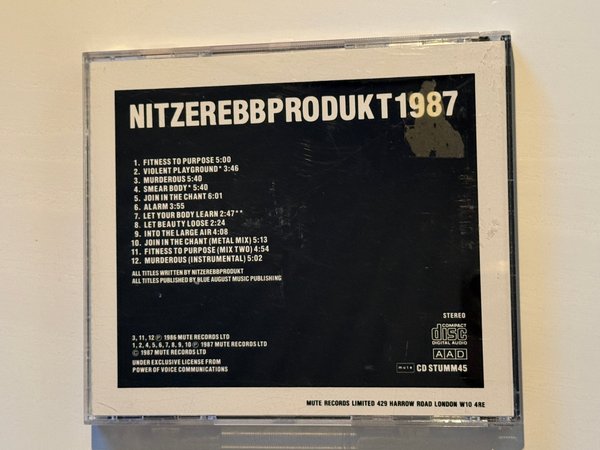 NITZEREBBPRODUKT1987
1. FITNESS TO PURPOSE 5:00
2. VIOLENT PLAYGROUND* 3:46
3. MURDEROUS 5:40
4. SMEAR BODY* 5:40
5. JOIN IN THE CHANT 6:01
6. ALARM 3:55
7. LET YOUR BODY LEARN 2:47**
8. LET BEAUTY LOOSE 2:24
9. INTO THE LARGE AIR 4:08
10. JOIN IN THE CHANT (METAL MIX) 5:13
11. FITNESS TO PURPOSE (MIX TWO) 4:54
12. MURDEROUS (INSTRUMENTAL) 5:02
ALL TITLES WRITTEN BY NITZEREBBPRODUKT
ALL TITLES PUBLISHED BY BLUE AUGUST MUSIC PUBLISHING
3, 11, 12 Ⓟ 1986 MUTE RECORDS LTD
1, 2, 4, 5, 6, 7, 8, 9, 10 Ⓟ 1987 MUTE RECORDS LTD
© 1987 MUTE RECORDS LTD
UNDER EXCLUSIVE LICENSE FROM
POWER OF VOICE COMMUNICATIONS
STEREO
COMPACT
disc
DIGITAL AUDIO
AAD
mute CD STUMM45
MUTE RECORDS LIMITED 429 HARROW ROAD LONDON W10 4RE